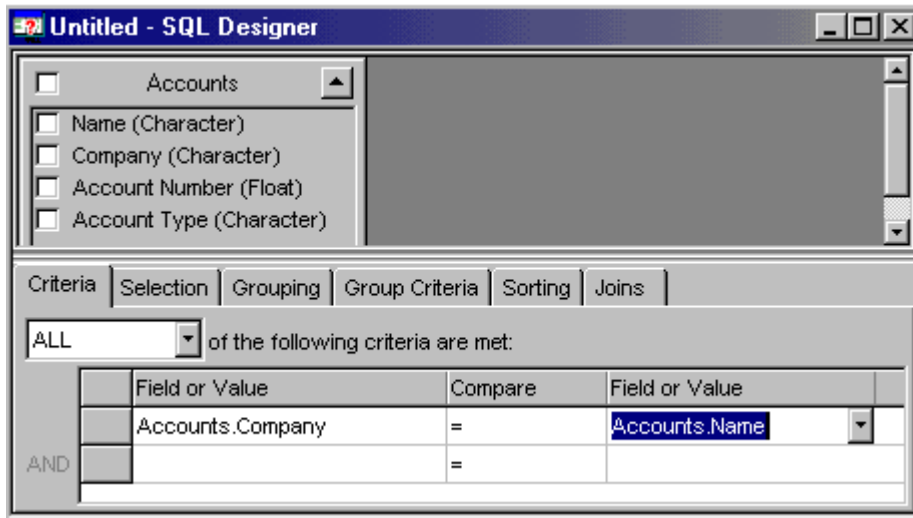 Untitled - SQL Designer
Accounts
Name (Character)
Company (Character)
Account Number (Float)
Account Type (Character)
Criteria Selection Grouping Group Criteria Sorting Joins
ALL of the following criteria are met:
Field or Value Compare Field or Value
Accounts.Company = Accounts.Name
AND =